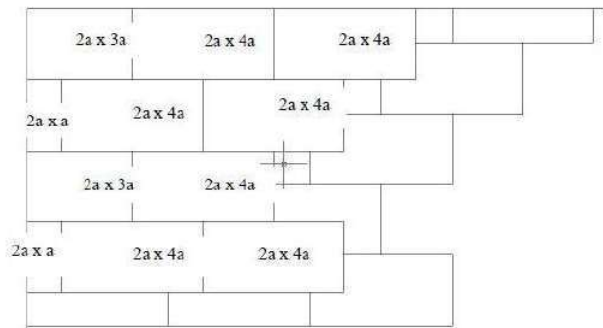 2a x 3a 2a x 4a 2a x 4a
2a x a 2a x 4a 2a x 4a
2a x 3a 2a x 4a
2a x a 2a x 4a 2a x 4a